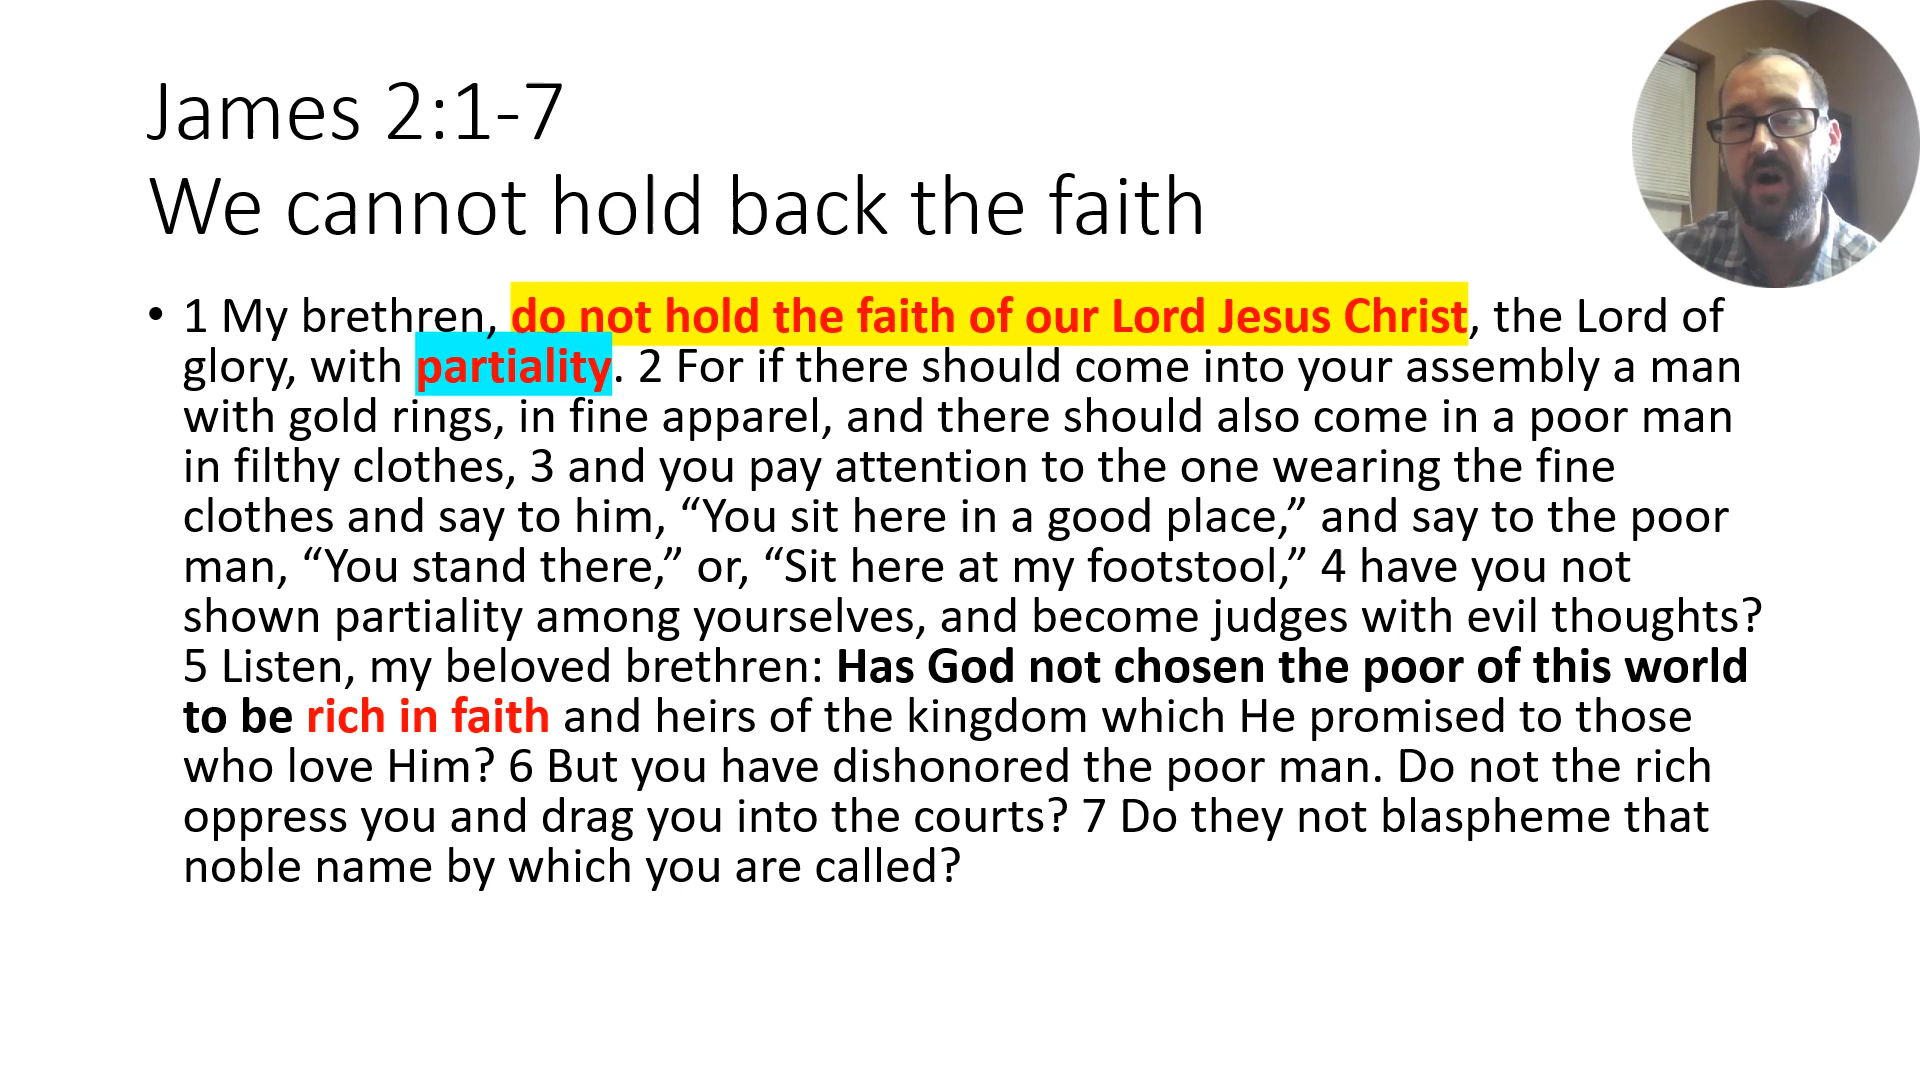 James 2:1-7
We cannot hold back the faith
• 1 My brethren, do not hold the faith of our Lord Jesus Christ, the Lord of
glory, with partiality. 2 For if there should come into your assembly a man
with gold rings, in fine apparel, and there should also come in a poor man
in filthy clothes, 3 and you pay attention to the one wearing the fine
clothes and say to him, “You sit here in a good place,” and say to the poor
man, “You stand there,” or, “Sit here at my footstool,” 4 have you not
shown partiality among yourselves, and become judges with evil thoughts?
5 Listen, my beloved brethren: Has God not chosen the poor of this world
to be rich in faith and heirs of the kingdom which He promised to those
who love Him? 6 But you have dishonored the poor man. Do not the rich
oppress you and drag you into the courts? 7 Do they not blaspheme that
noble name by which you are called?